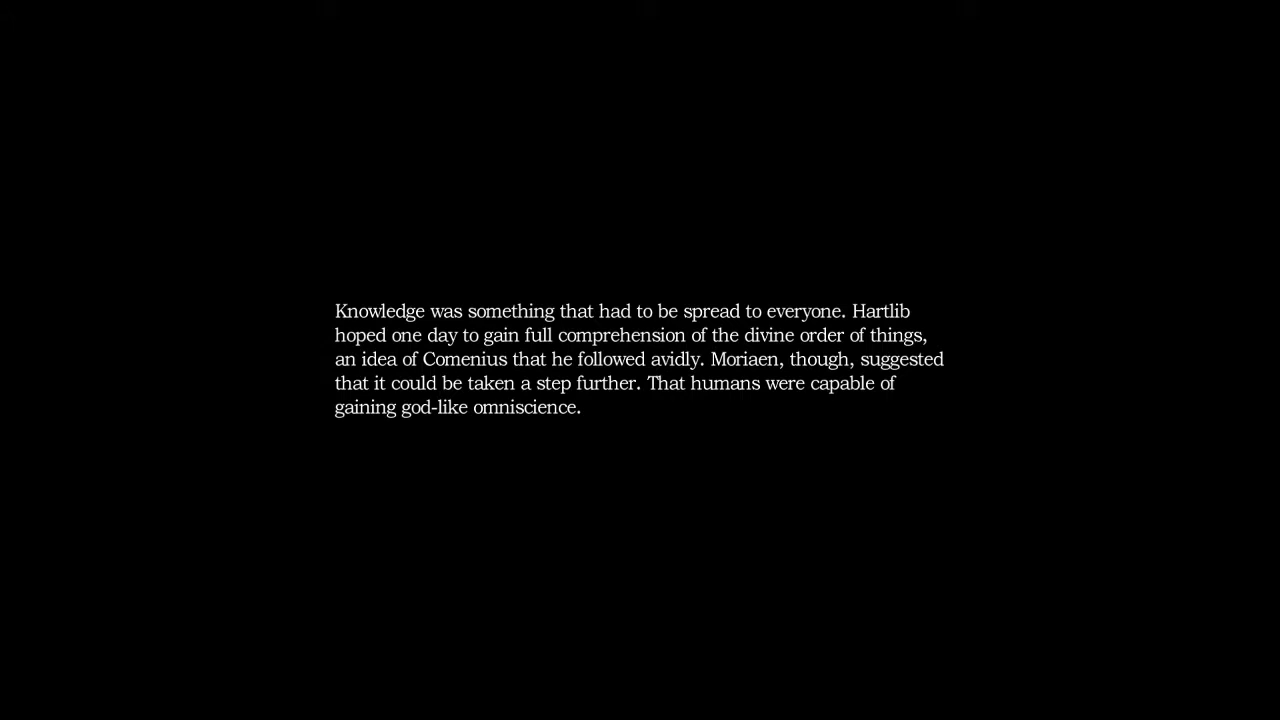 Knowledge was something that had to be spread to everyone. Hartlib
hoped one day to gain full comprehension of the divine order of things,
an idea of Comenius that he followed avidly. Moriaen, though, suggested
that it could be taken a step further. That humans were capable of
gaining god-like omniscience.